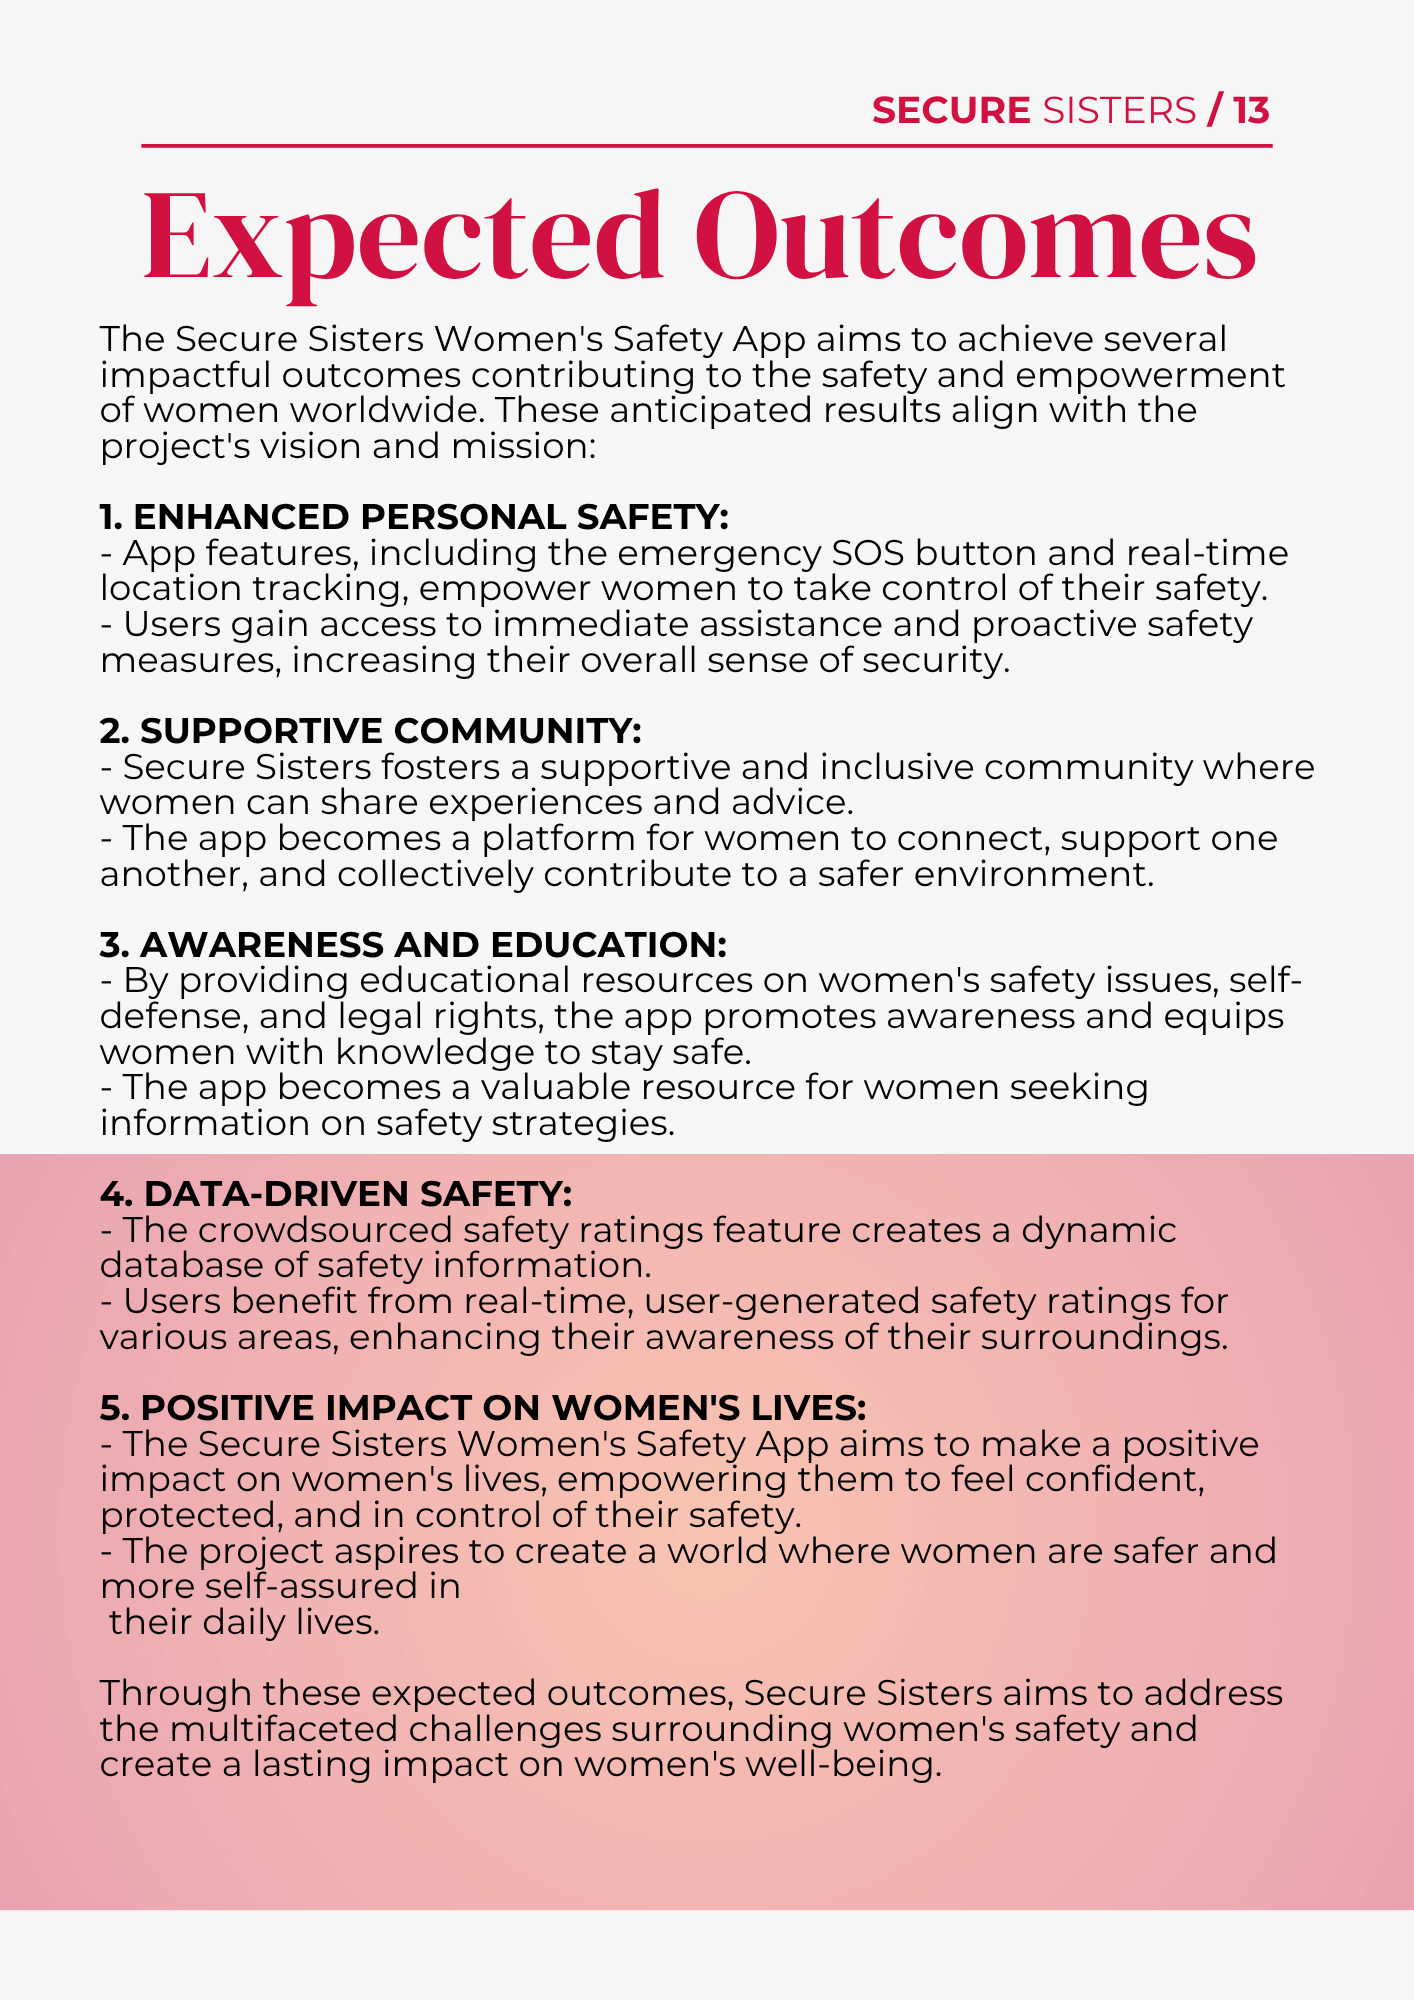 SECURE SISTERS / 13
Expected Outcomes
The Secure Sisters Women's Safety App aims to achieve several
impactful outcomes contributing to the safety and empowerment
of women worldwide. These anticipated results align with the
project's vision and mission:
1. ENHANCED PERSONAL SAFETY:
- App features, including the emergency SOS button and real-time
location tracking, empower women to take control of their safety.
- Users gain access to immediate assistance and proactive safety
measures, increasing their overall sense of security.
2. SUPPORTIVE COMMUNITY:
- Secure Sisters fosters a supportive and inclusive community where
women can share experiences and advice.
- The app becomes a platform for women to connect, support one
another, and collectively contribute to a safer environment.
3. AWARENESS AND EDUCATION:
- By providing educational resources on women's safety issues, self-
defense, and legal rights, the app promotes awareness and equips
women with knowledge to stay safe.
- The app becomes a valuable resource for women seeking
information on safety strategies.
4. DATA-DRIVEN SAFETY:
- The crowdsourced safety ratings feature creates a dynamic
database of safety information.
- Users benefit from real-time, user-generated safety ratings for
various areas, enhancing their awareness of their surroundings.
5. POSITIVE IMPACT ON WOMEN'S LIVES:
- The Secure Sisters Women's Safety App aims to make a positive
impact on women's lives, empowering them to feel confident,
protected, and in control of their safety.
- The project aspires to create a world where women are safer and
more self-assured in
their daily lives.
Through these expected outcomes, Secure Sisters aims to address
the multifaceted challenges surrounding women's safety and
create a lasting impact on women's well-being.